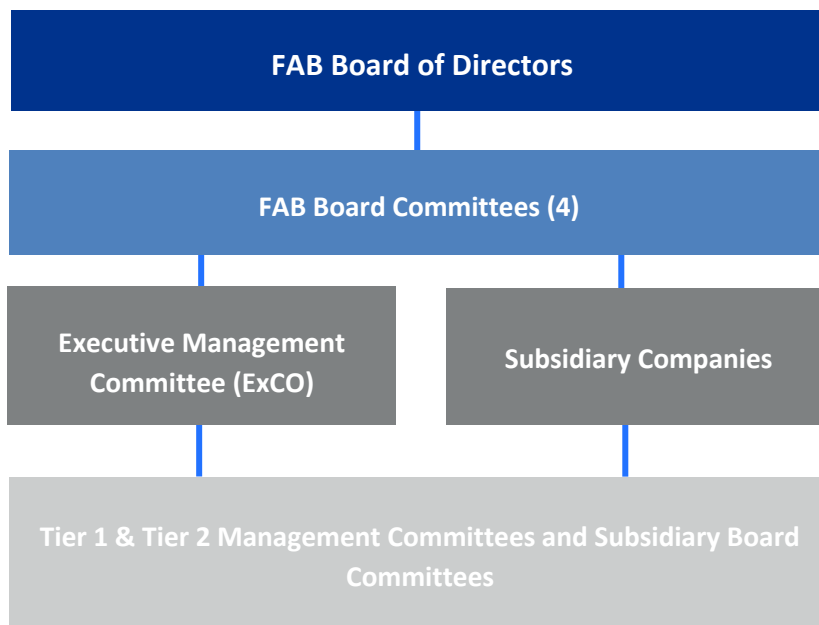 FAB Board of Directors
FAB Board Committees (4)
Executive Management
Committee (ExCO)
Subsidiary Companies
Tier 1 & Tier 2 Management Committees and Subsidiary Board
Committees